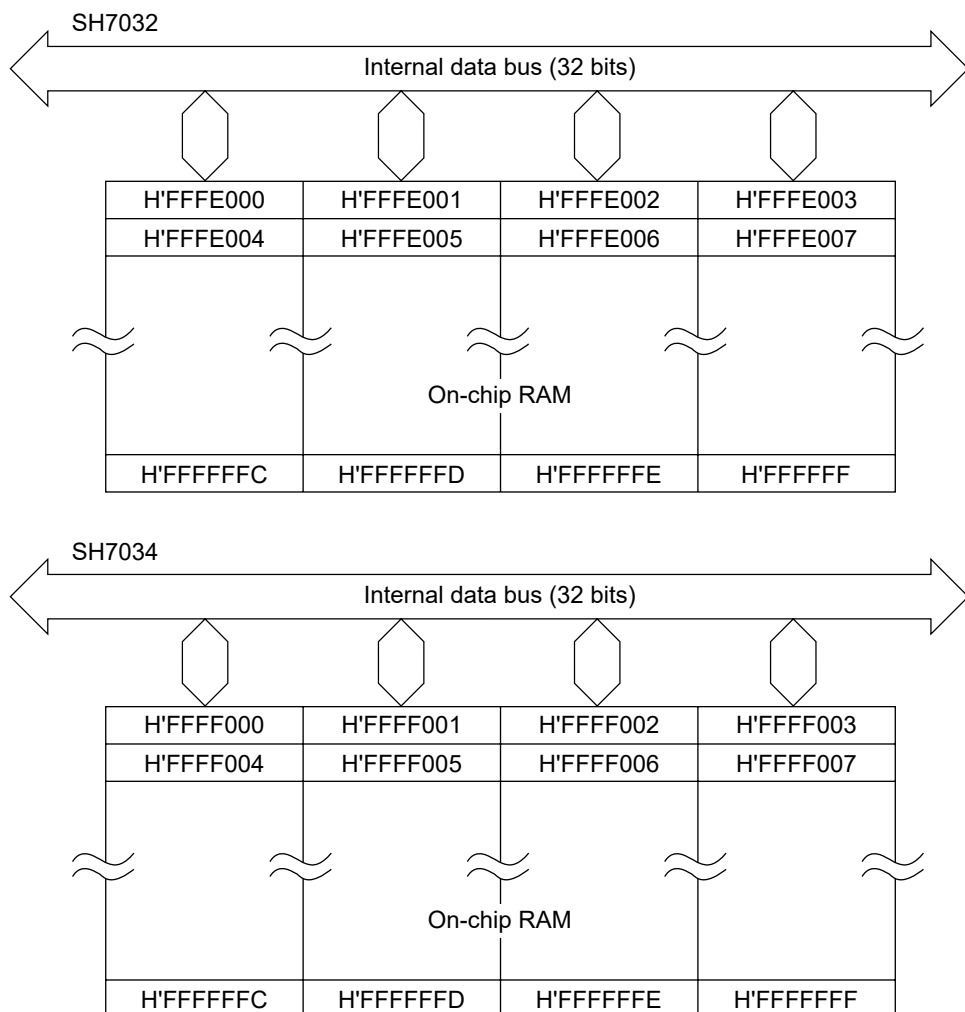 SH7032
Internal data bus (32 bits)
H'FFFE000 H'FFFE001 H'FFFE002 H'FFFE003
H'FFFE004 H'FFFE005 H'FFFE006 H'FFFE007
On-chip RAM
H'FFFFFFC H'FFFFFFD H'FFFFFFE H'FFFFFF
SH7034
Internal data bus (32 bits)
H'FFFF000 H'FFFF001 H'FFFF002 H'FFFF003
H'FFFF004 H'FFFF005 H'FFFF006 H'FFFF007
On-chip RAM
H'FFFFFFC H'FFFFFFD H'FFFFFFE H'FFFFFFF